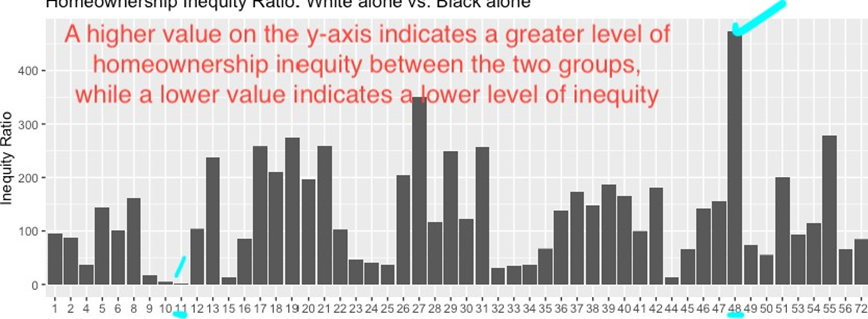 Homeownership Inequity Ratio: White alone vs. Black alone
A higher value on the y-axis indicates a greater level of
homeownership inequity between the two groups,
while a lower value indicates a lower level of inequity
Inequity Ratio
400
300
200
100
0
1 2 4 5 6 8 9 10 11 12 13 15 16 17 18 19 20 21 22 23 24 25 26 27 28 29 30 31 32 33 34 35 36 37 38 39 40 41 42 44 45 46 47 48 49 50 51 53 54 55 56 72